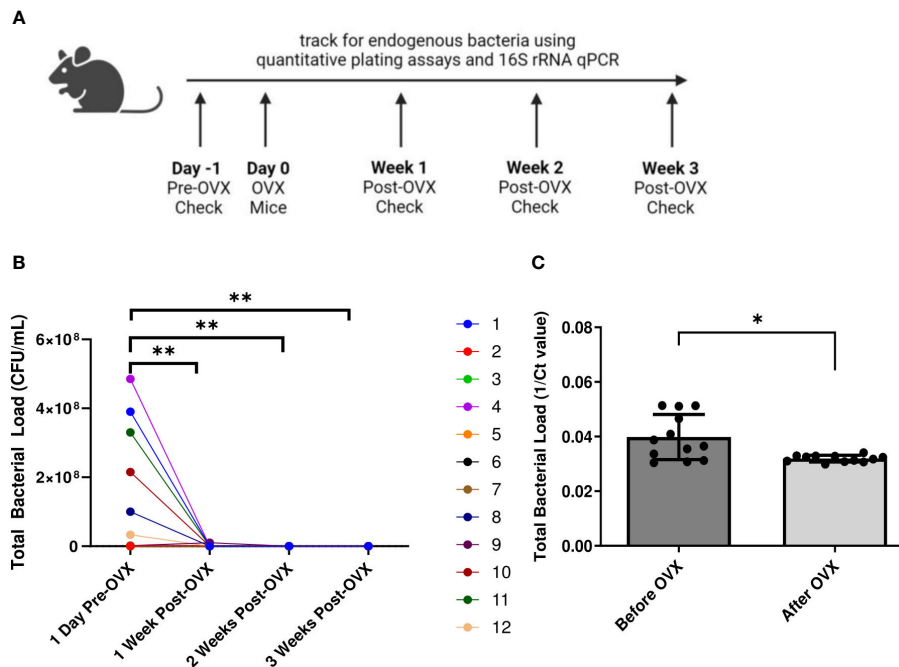 A
track for endogenous bacteria using
quantitative plating assays and 16S rRNA qPCR
Day -1
Pre-OVX
Check
Day 0
OVX
Mice
Week 1
Post-OVX
Check
Week 2
Post-OVX
Check
Week 3
Post-OVX
Check
B
Total Bacterial Load (CFU/mL)
6×10⁸
4×10⁸
2×10⁸
0
**
**
**
1 Day Pre-OVX
1 Week Post-OVX
2 Weeks Post-OVX
3 Weeks Post-OVX
1
2
3
4
5
6
7
8
9
10
11
12
C
Total Bacterial Load (1/Ct value)
0.08
0.06
0.04
0.02
0.00
*
Before OVX
After OVX